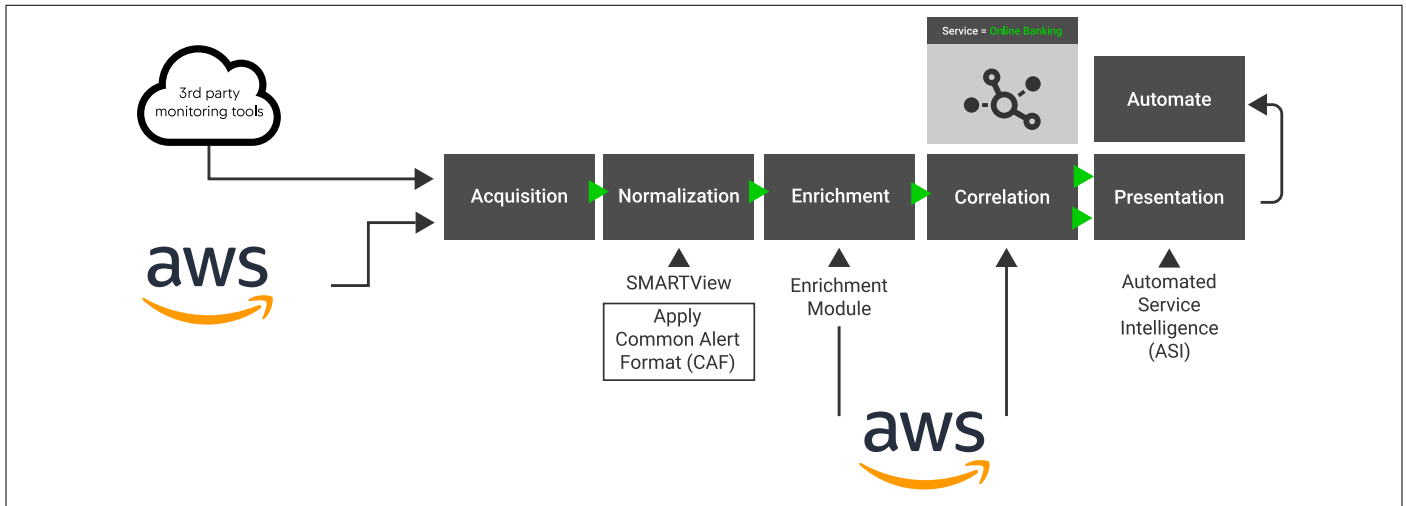 Service = Online Banking
3rd party
monitoring tools
Automate
Acquisition
Normalization
Enrichment
Correlation
Presentation
aws
SMARTView
Apply
Common Alert
Format (CAF)
Enrichment
Module
Automated
Service
Intelligence
(ASI)
aws